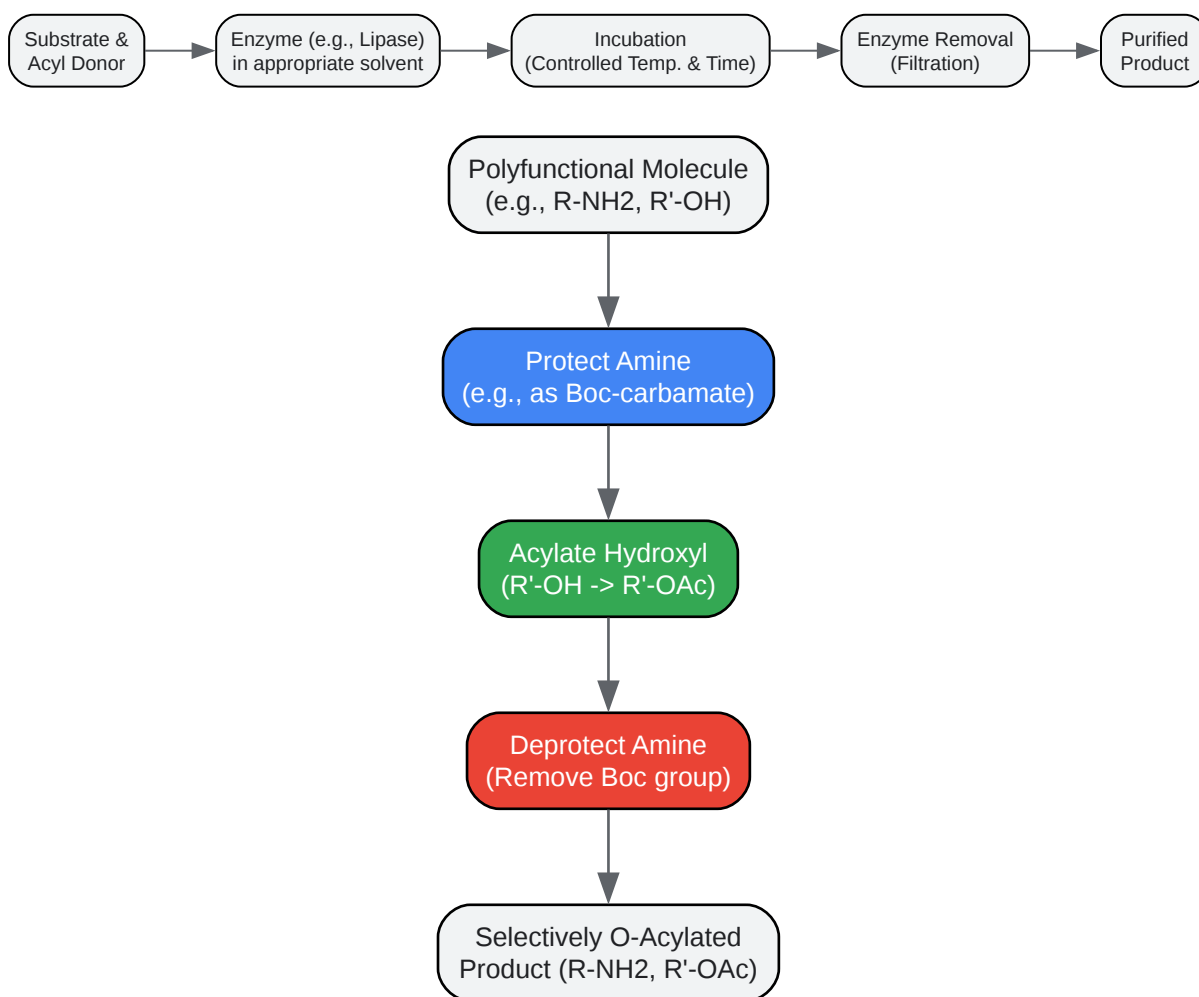 Substrate &
Acyl Donor
Enzyme (e.g., Lipase)
in appropriate solvent
Incubation
(Controlled Temp. & Time)
Enzyme Removal
(Filtration)
Purified
Product
Polyfunctional Molecule
(e.g., R-NH2, R'-OH)
Protect Amine
(e.g., as Boc-carbamate)
Acylate Hydroxyl
(R'-OH -> R'-OAc)
Deprotect Amine
(Remove Boc group)
Selectively O-Acylated
Product (R-NH2, R'-OAc)